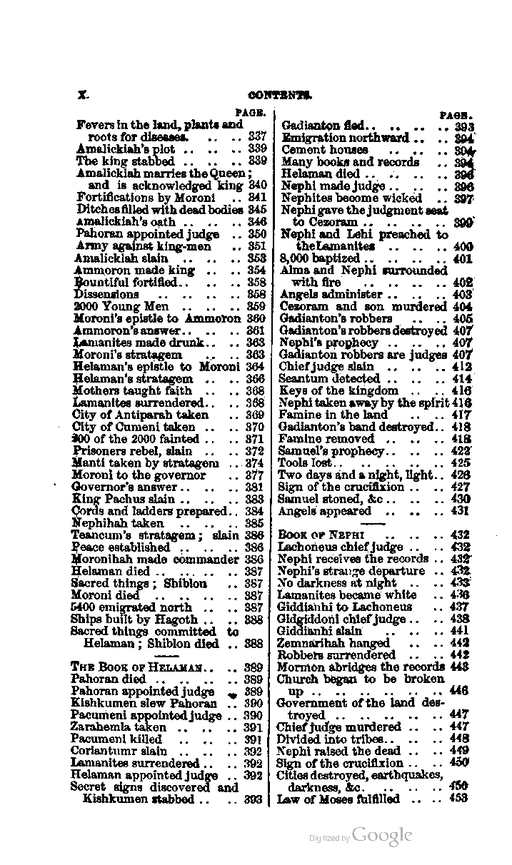 X. CONTENTS.
PAGE.
Fevers in the land, plants and
roots for diseases. .. .. 337
Amalickiah's plot .. .. .. 339
The king stabbed .. .. .. 339
Amalickiah marries the Queen;
and is acknowledged king 340
Fortifications by Moroni .. 341
Ditches filled with dead bodies 345
Amalickiah's oath .. .. .. 346
Pahoran appointed judge .. 350
Army against king-men .. 351
Amalickiah slain .. .. .. 353
Ammoron made king .. .. 354
Bountiful fortified.. .. .. 358
Dissensions .. .. .. .. 358
2000 Young Men .. .. .. 359
Moroni's epistle to Ammoron 360
Ammoron's answer.. .. .. 361
Lamanites made drunk.. .. 363
Moroni's stratagem .. .. 363
Helaman's epistle to Moroni 364
Helaman's stratagem .. .. 366
Mothers taught faith .. .. 368
Lamanites surrendered.. .. 368
City of Antiparah taken .. 369
City of Cumeni taken .. .. 370
200 of the 2000 fainted .. .. 371
Prisoners rebel, slain .. .. 372
Manti taken by stratagem ... 374
Moroni to the governor .. 377
Governor's answer.. .. .. 381
King Pachus slain .. .. .. 383
Cords and ladders prepared.. 384
Nephihah taken .. .. .. 385
Teancum's stratagem; slain 386
Peace established .. .. .. 386
Moronihah made commander 386
Helaman died .. .. .. .. 387
Sacred things; Shiblon .. 387
Moroni died .. .. .. .. 387
5400 emigrated north .. .. 387
Ships built by Hagoth .. .. 388
Sacred things committed to
Helaman; Shiblon died .. 388
THE BOOK OF HELAMAN.. .. 389
Pahoran died .. .. .. .. 389
Pahoran appointed judge .. 389
Kishkumen slew Pahoran .. 390
Pacumeni appointed judge .. 390
Zarahemla taken .. .. .. 391
Pacumeni killed .. .. .. 391
Coriantumr slain .. .. .. 392
Lamanites surrendered .. .. 392
Helaman appointed judge .. 392
Secret signs discovered and
Kishkumen stabbed .. .. 393
PAGE.
Gadianton fled.. .. .. .. 393
Emigration northward .. .. 394
Cement houses .. .. .. 394
Many books and records .. 394
Helaman died .. .. .. .. 396
Nephi made judge .. .. .. 396
Nephites become wicked .. 397
Nephi gave the judgment seat
to Cezoram .. .. .. .. 399
Nephi and Lehi preached to
the Lamanites .. .. .. 400
8,000 baptized .. .. .. .. 401
Alma and Nephi surrounded
with fire .. .. .. .. 402
Angels administer .. .. .. 403
Cezoram and son murdered 404
Gadianton's robbers .. .. 405
Gadianton's robbers destroyed 407
Nephi's prophecy .. .. .. 407
Gadianton robbers are judges 407
Chief judge slain .. .. .. 412
Seantum detected .. .. .. 414
Keys of the kingdom .. .. 416
Nephi taken away by the spirit 416
Famine in the land .. .. 417
Gadianton's band destroyed.. 418
Famine removed .. .. .. 418
Samuel's prophecy.. .. .. 422
Tools lost.. .. .. .. .. 425
Two days and a night, light.. 426
Sign of the crucifixion .. .. 427
Samuel stoned, &c .. .. .. 430
Angels appeared .. .. .. 431
BOOK OF NEPHI .. .. .. 432
Lachoneus chief judge .. .. 432
Nephi receives the records .. 432
Nephi's strange departure .. 432
No darkness at night .. .. 433
Lamanites became white .. 436
Giddianhi to Lachoneus .. 437
Gidgiddoni chief judge .. .. 438
Giddianhi slain .. .. .. 441
Zemnarihah hanged .. .. 442
Robbers surrendered .. .. 442
Mormon abridges the records 443
Church began to be broken
up .. .. .. .. .. .. 446
Government of the land des-
troyed .. .. .. .. .. 447
Chief judge murdered .. .. 447
Divided into tribes.. .. .. 448
Nephi raised the dead .. .. 449
Sign of the crucifixion .. .. 450
Cities destroyed, earthquakes,
darkness, &c. .. .. .. 450
Law of Moses fulfilled .. .. 453
Digitized by Google